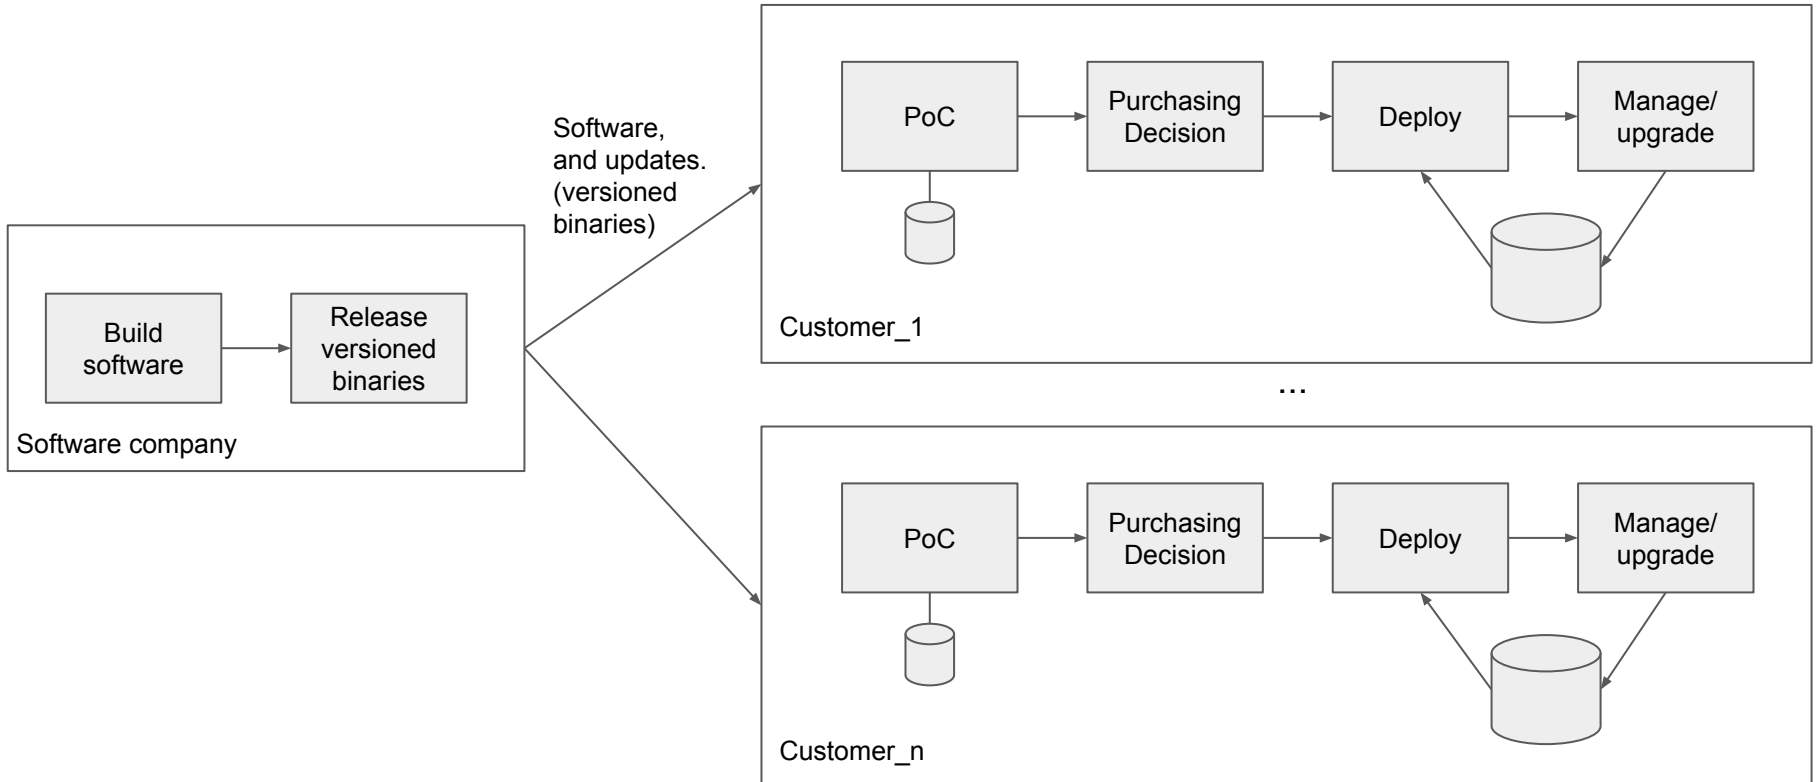 Software,
and updates.
(versioned
binaries)
Build
software
Release
versioned
binaries
Software company
PoC
Purchasing
Decision
Deploy
Manage/
upgrade
Customer_1
...
PoC
Purchasing
Decision
Deploy
Manage/
upgrade
Customer_n